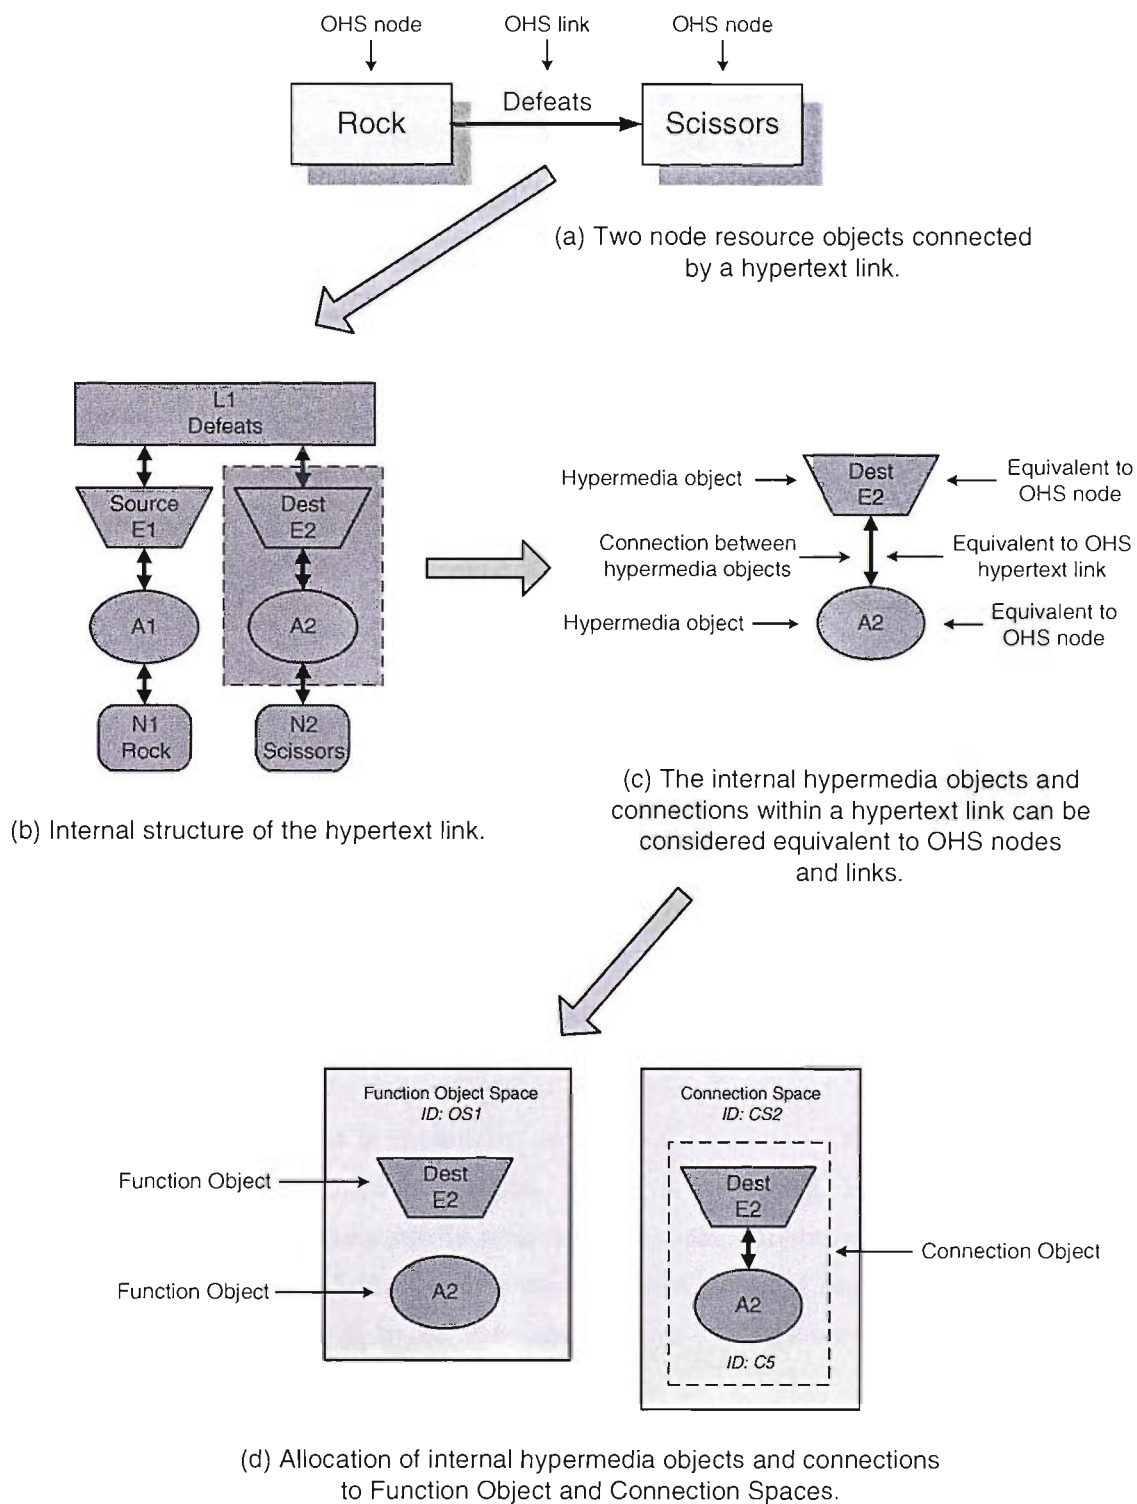 OHS node
OHS link
OHS node
Rock
Defeats
Scissors
(a) Two node resource objects connected
by a hypertext link.
L1
Defeats
Source
E1
Dest
E2
A1
A2
N1
Rock
N2
Scissors
(b) Internal structure of the hypertext link.
Hypermedia object
Dest
E2
Equivalent to
OHS node
Connection between
hypermedia objects
Equivalent to OHS
hypertext link
Hypermedia object
A2
Equivalent to
OHS node
(c) The internal hypermedia objects and
connections within a hypertext link can be
considered equivalent to OHS nodes
and links.
Function Object Space
ID: OS1
Function Object
Dest
E2
Function Object
A2
Connection Space
ID: CS2
Dest
E2
Connection Object
A2
ID: C5
(d) Allocation of internal hypermedia objects and connections
to Function Object and Connection Spaces.